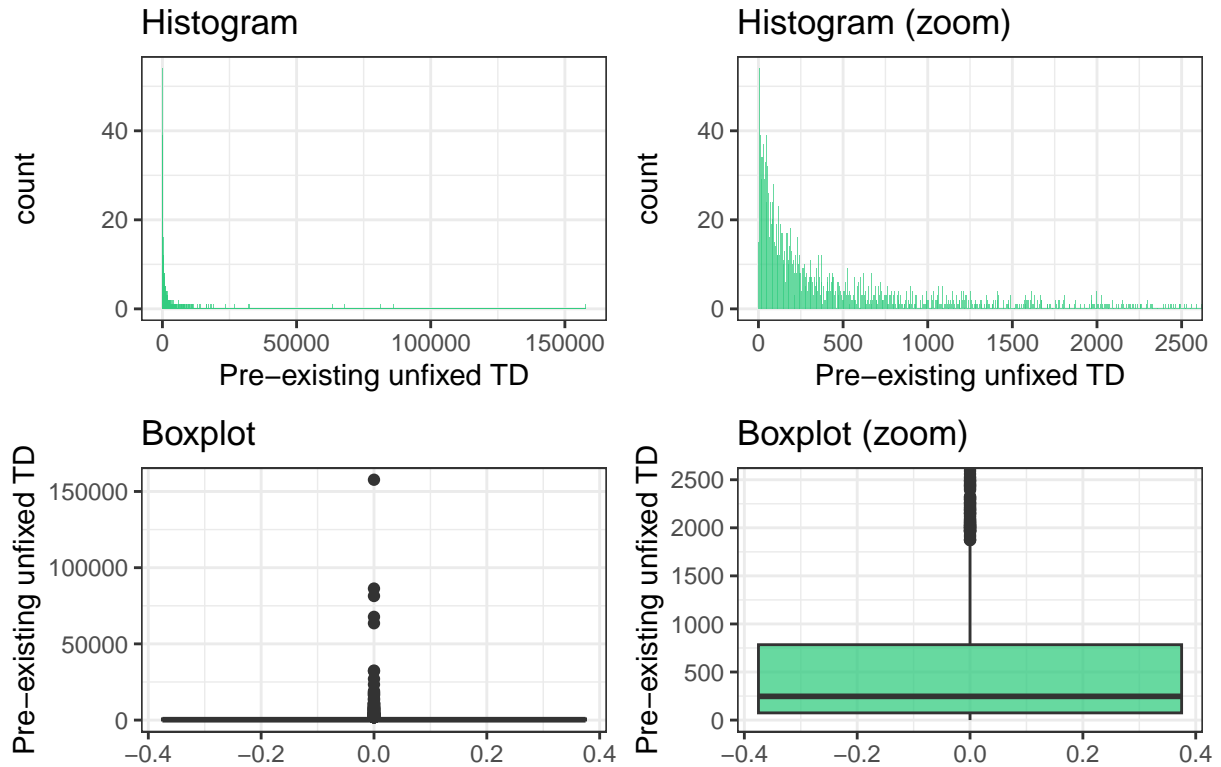 Histogram
count
40
20
0
0 50000 100000 150000
Pre−existing unfixed TD
Histogram (zoom)
count
40
20
0
0 500 1000 1500 2000 2500
Pre−existing unfixed TD
Boxplot
Pre−existing unfixed TD
150000
100000
50000
0
−0.4 −0.2 0.0 0.2 0.4
Boxplot (zoom)
Pre−existing unfixed TD
2500
2000
1500
1000
500
0
−0.4 −0.2 0.0 0.2 0.4